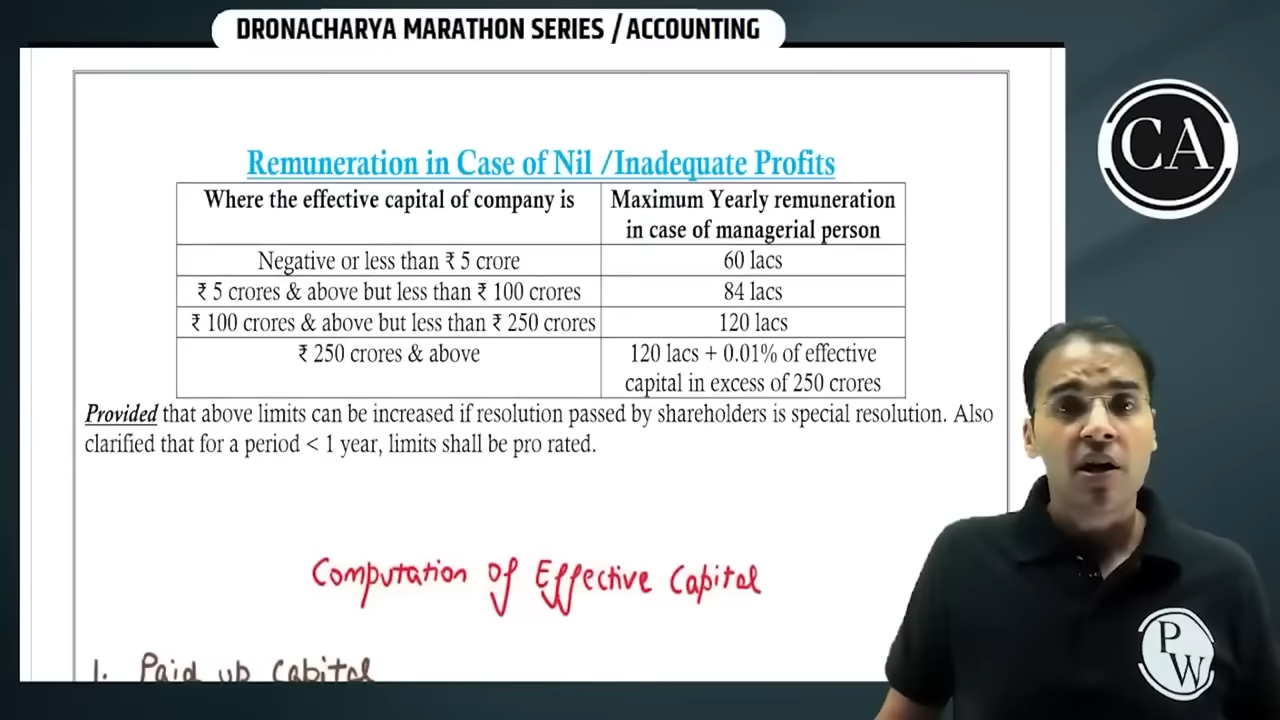 DRONACHARYA MARATHON SERIES / ACCOUNTING
CA
Remuneration in Case of Nil /Inadequate Profits
Where the effective capital of company is
Maximum Yearly remuneration
in case of managerial person
Negative or less than ₹ 5 crore
60 lacs
₹ 5 crores & above but less than ₹ 100 crores
84 lacs
₹ 100 crores & above but less than ₹ 250 crores
120 lacs
₹ 250 crores & above
120 lacs + 0.01% of effective
capital in excess of 250 crores
Provided that above limits can be increased if resolution passed by shareholders is special resolution. Also
clarified that for a period < 1 year, limits shall be pro rated.
Computation of Effective Capital
1. Paid up Capital
PW